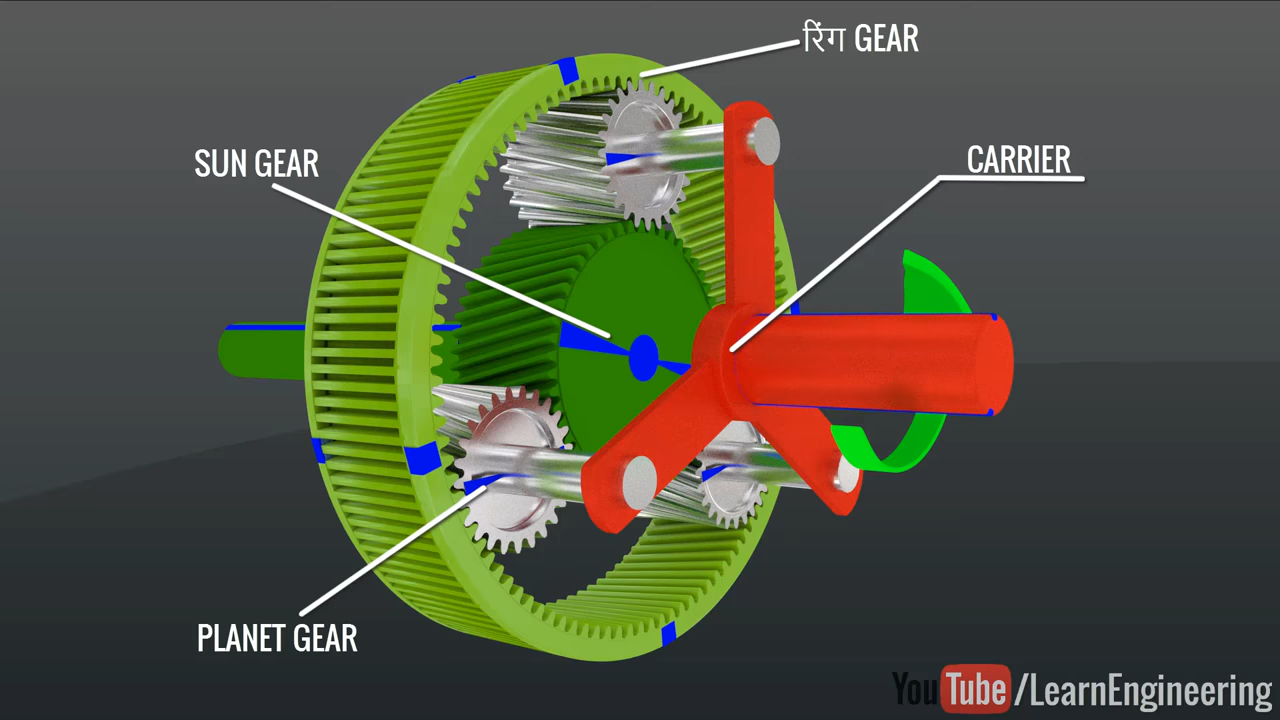 रिंग GEAR
SUN GEAR
CARRIER
PLANET GEAR
YouTube/LearnEngineering